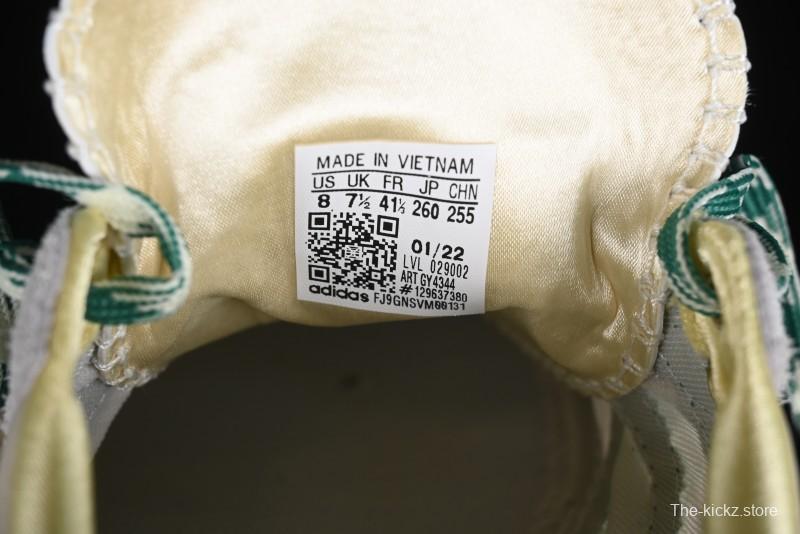 MADE IN VIETNAM
US UK FR JP CHN
8 7½ 41⅓ 260 255
01/22
LVL 029002
ART GY4344
# 129637380
adidas FJ9GNSVM00131
The-kickz.store